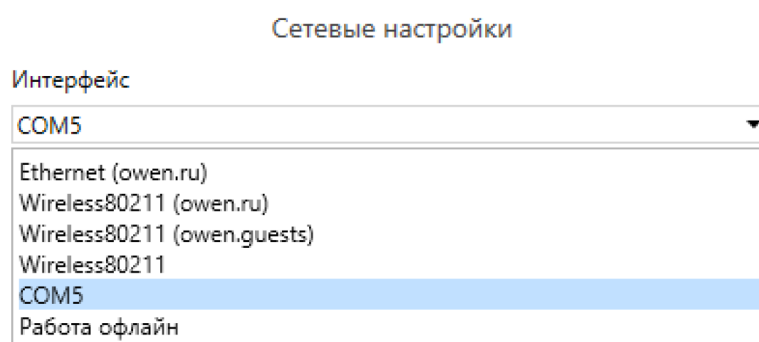 Сетевые настройки
Интерфейс
COM5
Ethernet (owen.ru)
Wireless80211 (owen.ru)
Wireless80211 (owen.guests)
Wireless80211
COM5
Работа офлайн